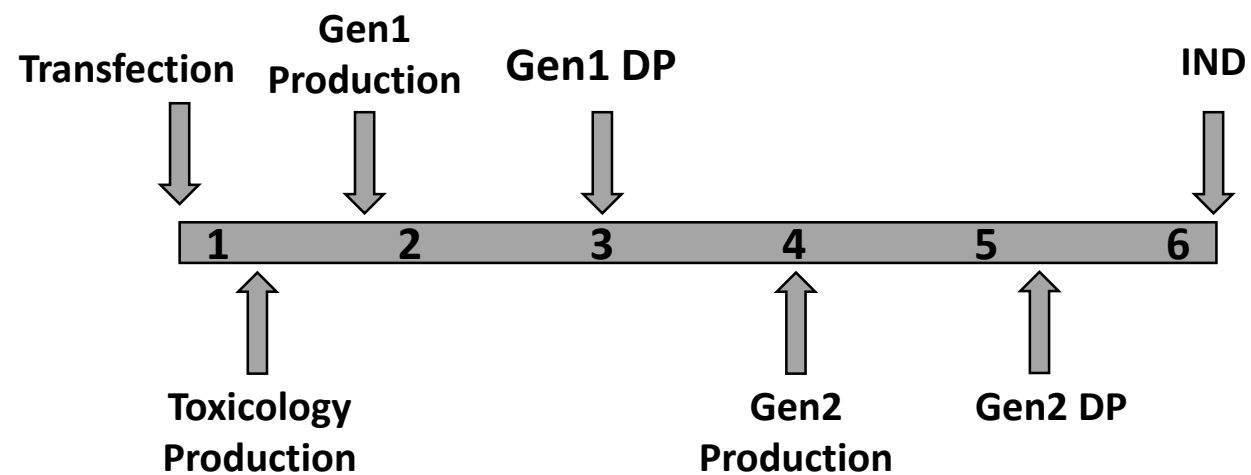 Gen1
Production
Transfection
Gen1 DP
IND
1 2 3 4 5 6
Toxicology
Production
Gen2
Production
Gen2 DP